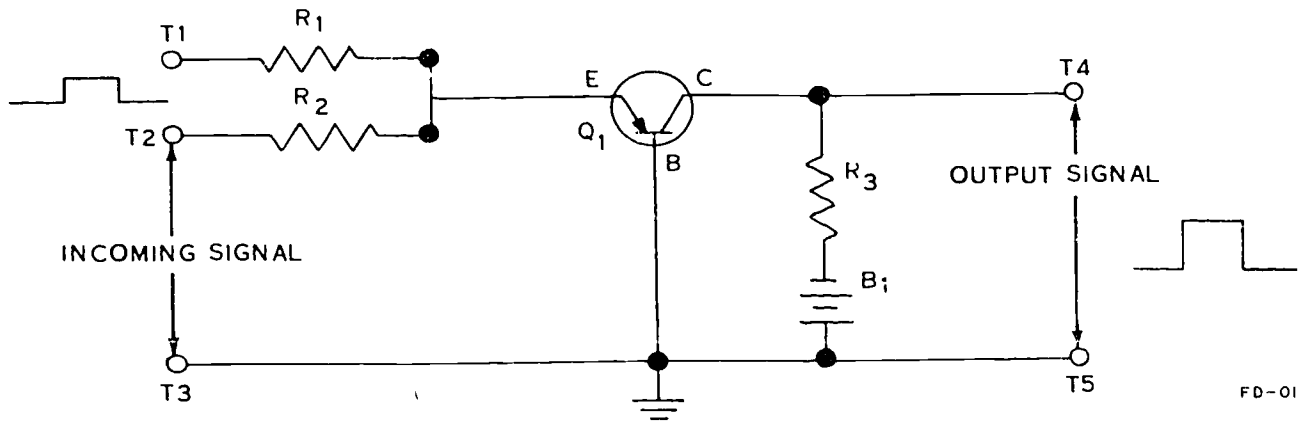 T1
R1
R2
T2
E
C
Q1
B
T4
R3
OUTPUT SIGNAL
INCOMING SIGNAL
B1
T3
T5
FD-01